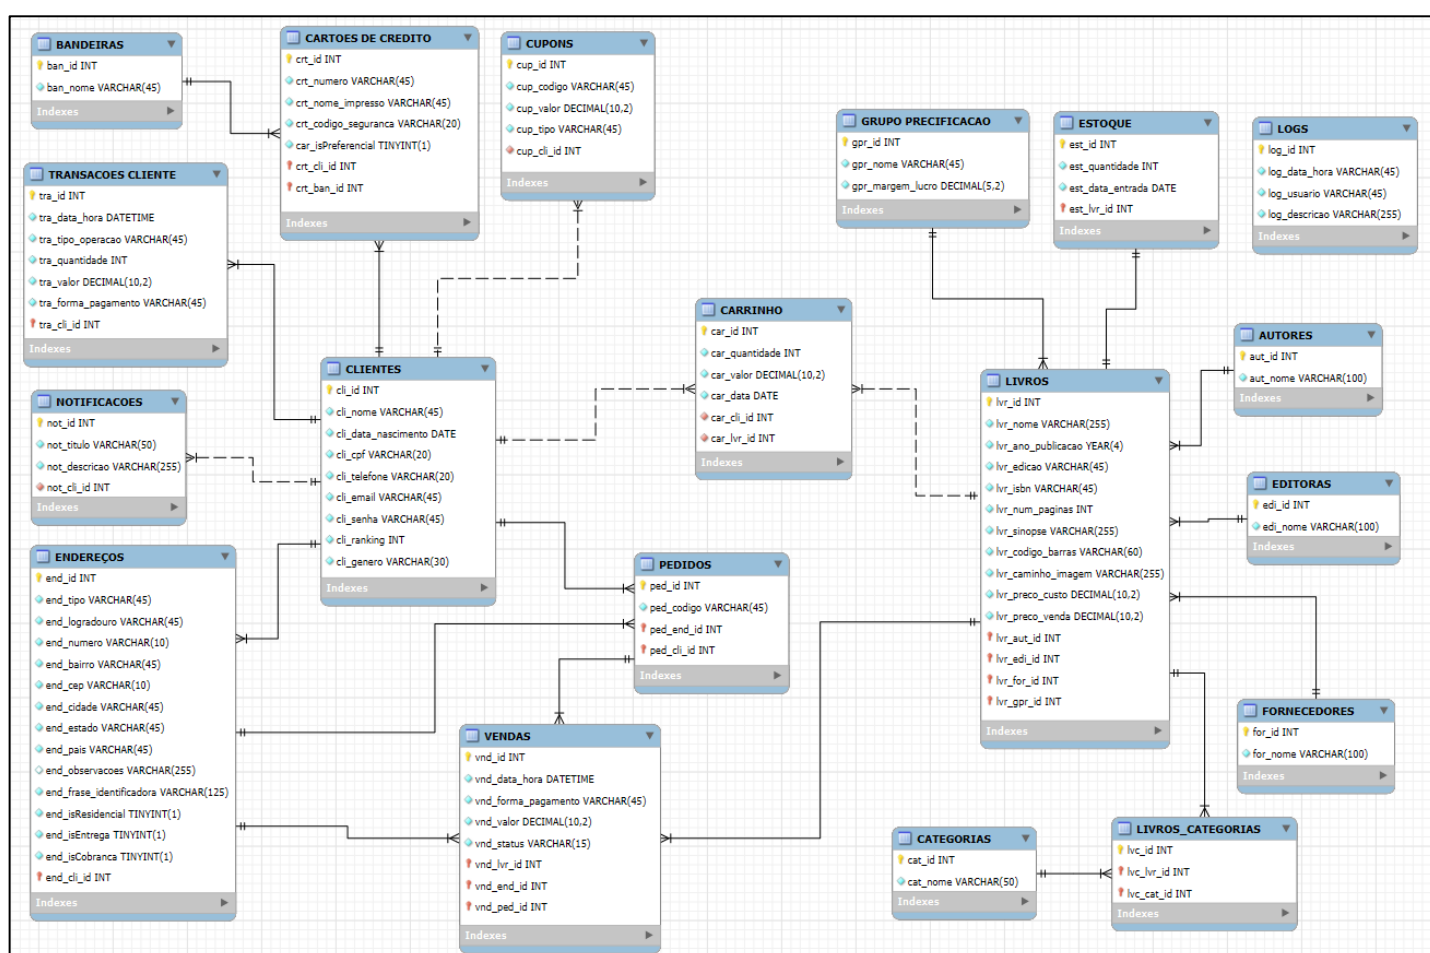 BANDEIRAS
ban_id INT
ban_nome VARCHAR(45)
Indexes
CARTOES DE CREDITO
crt_id INT
crt_numero VARCHAR(45)
crt_nome_impresso VARCHAR(45)
crt_codigo_seguranca VARCHAR(20)
car_isPreferencial TINYINT(1)
crt_cli_id INT
crt_ban_id INT
Indexes
CUPONS
cup_id INT
cup_codigo VARCHAR(45)
cup_valor DECIMAL(10,2)
cup_tipo VARCHAR(45)
cup_cli_id INT
Indexes
GRUPO PRECIFICACAO
gpr_id INT
gpr_nome VARCHAR(45)
gpr_margem_lucro DECIMAL(5,2)
Indexes
ESTOQUE
est_id INT
est_quantidade INT
est_data_entrada DATE
est_lvr_id INT
Indexes
LOGS
log_id INT
log_data_hora VARCHAR(45)
log_usuario VARCHAR(45)
log_descricao VARCHAR(255)
Indexes
TRANSACOES CLIENTE
tra_id INT
tra_data_hora DATETIME
tra_tipo_operacao VARCHAR(45)
tra_quantidade INT
tra_valor DECIMAL(10,2)
tra_forma_pagamento VARCHAR(45)
tra_cli_id INT
Indexes
CARRINHO
car_id INT
car_quantidade INT
car_valor DECIMAL(10,2)
car_data DATE
car_cli_id INT
car_lvr_id INT
Indexes
AUTORES
aut_id INT
aut_nome VARCHAR(100)
Indexes
CLIENTES
cli_id INT
cli_nome VARCHAR(45)
cli_data_nascimento DATE
cli_cpf VARCHAR(20)
cli_telefone VARCHAR(20)
cli_email VARCHAR(45)
cli_senha VARCHAR(45)
cli_ranking INT
cli_genero VARCHAR(30)
Indexes
LIVROS
lvr_id INT
lvr_nome VARCHAR(255)
lvr_ano_publicacao YEAR(4)
lvr_edicao VARCHAR(45)
lvr_isbn VARCHAR(45)
lvr_num_paginas INT
lvr_sinopse VARCHAR(255)
lvr_codigo_barras VARCHAR(60)
lvr_caminho_imagem VARCHAR(255)
lvr_preco_custo DECIMAL(10,2)
lvr_preco_venda DECIMAL(10,2)
lvr_aut_id INT
lvr_edi_id INT
lvr_for_id INT
lvr_gpr_id INT
Indexes
NOTIFICACOES
not_id INT
not_titulo VARCHAR(50)
not_descricao VARCHAR(255)
not_cli_id INT
Indexes
EDITORAS
edi_id INT
edi_nome VARCHAR(100)
Indexes
ENDEREÇOS
end_id INT
end_tipo VARCHAR(45)
end_logradouro VARCHAR(45)
end_numero VARCHAR(10)
end_bairro VARCHAR(45)
end_cep VARCHAR(10)
end_cidade VARCHAR(45)
end_estado VARCHAR(45)
end_pais VARCHAR(45)
end_observacoes VARCHAR(255)
end_frase_identificadora VARCHAR(125)
end_isResidencial TINYINT(1)
end_isEntrega TINYINT(1)
end_isCobranca TINYINT(1)
end_cli_id INT
Indexes
PEDIDOS
ped_id INT
ped_codigo VARCHAR(45)
ped_end_id INT
ped_cli_id INT
Indexes
FORNECEDORES
for_id INT
for_nome VARCHAR(100)
Indexes
VENDAS
vnd_id INT
vnd_data_hora DATETIME
vnd_forma_pagamento VARCHAR(45)
vnd_valor DECIMAL(10,2)
vnd_status VARCHAR(15)
vnd_lvr_id INT
vnd_end_id INT
vnd_ped_id INT
Indexes
CATEGORIAS
cat_id INT
cat_nome VARCHAR(50)
Indexes
LIVROS_CATEGORIAS
lvc_id INT
lvc_lvr_id INT
lvc_cat_id INT
Indexes